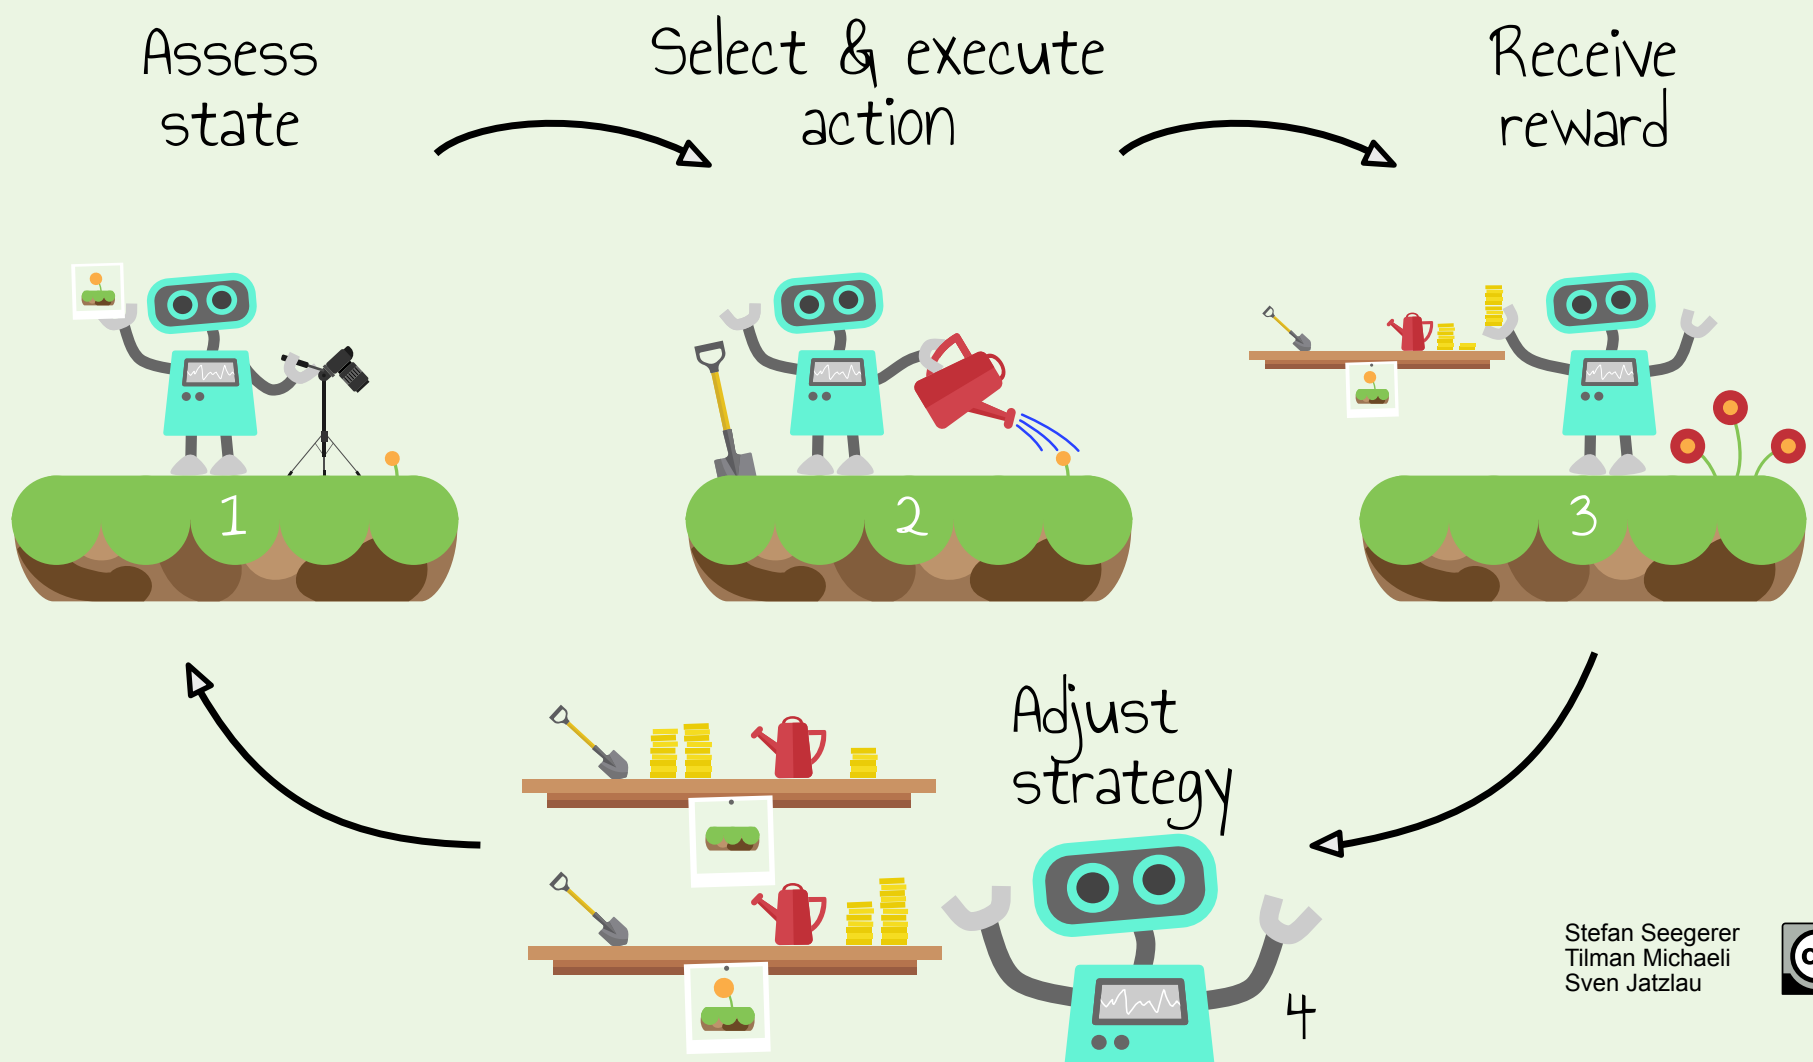 Assess
state
Select & execute
action
Receive
reward
1
2
3
Adjust
strategy
4
Stefan Seegerer
Tilman Michaeli
Sven Jatzlau